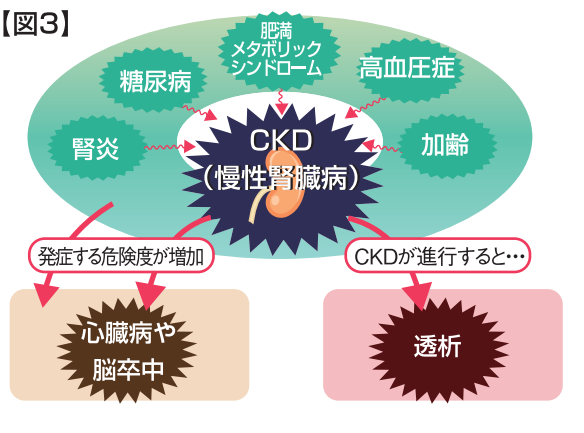 【図3】
肥満
メタボリック
シンドローム
糖尿病
高血圧症
腎炎
加齢
CKD
（慢性腎臓病）
発症する危険度が増加
CKDが進行すると…
心臓病や
脳卒中
透析